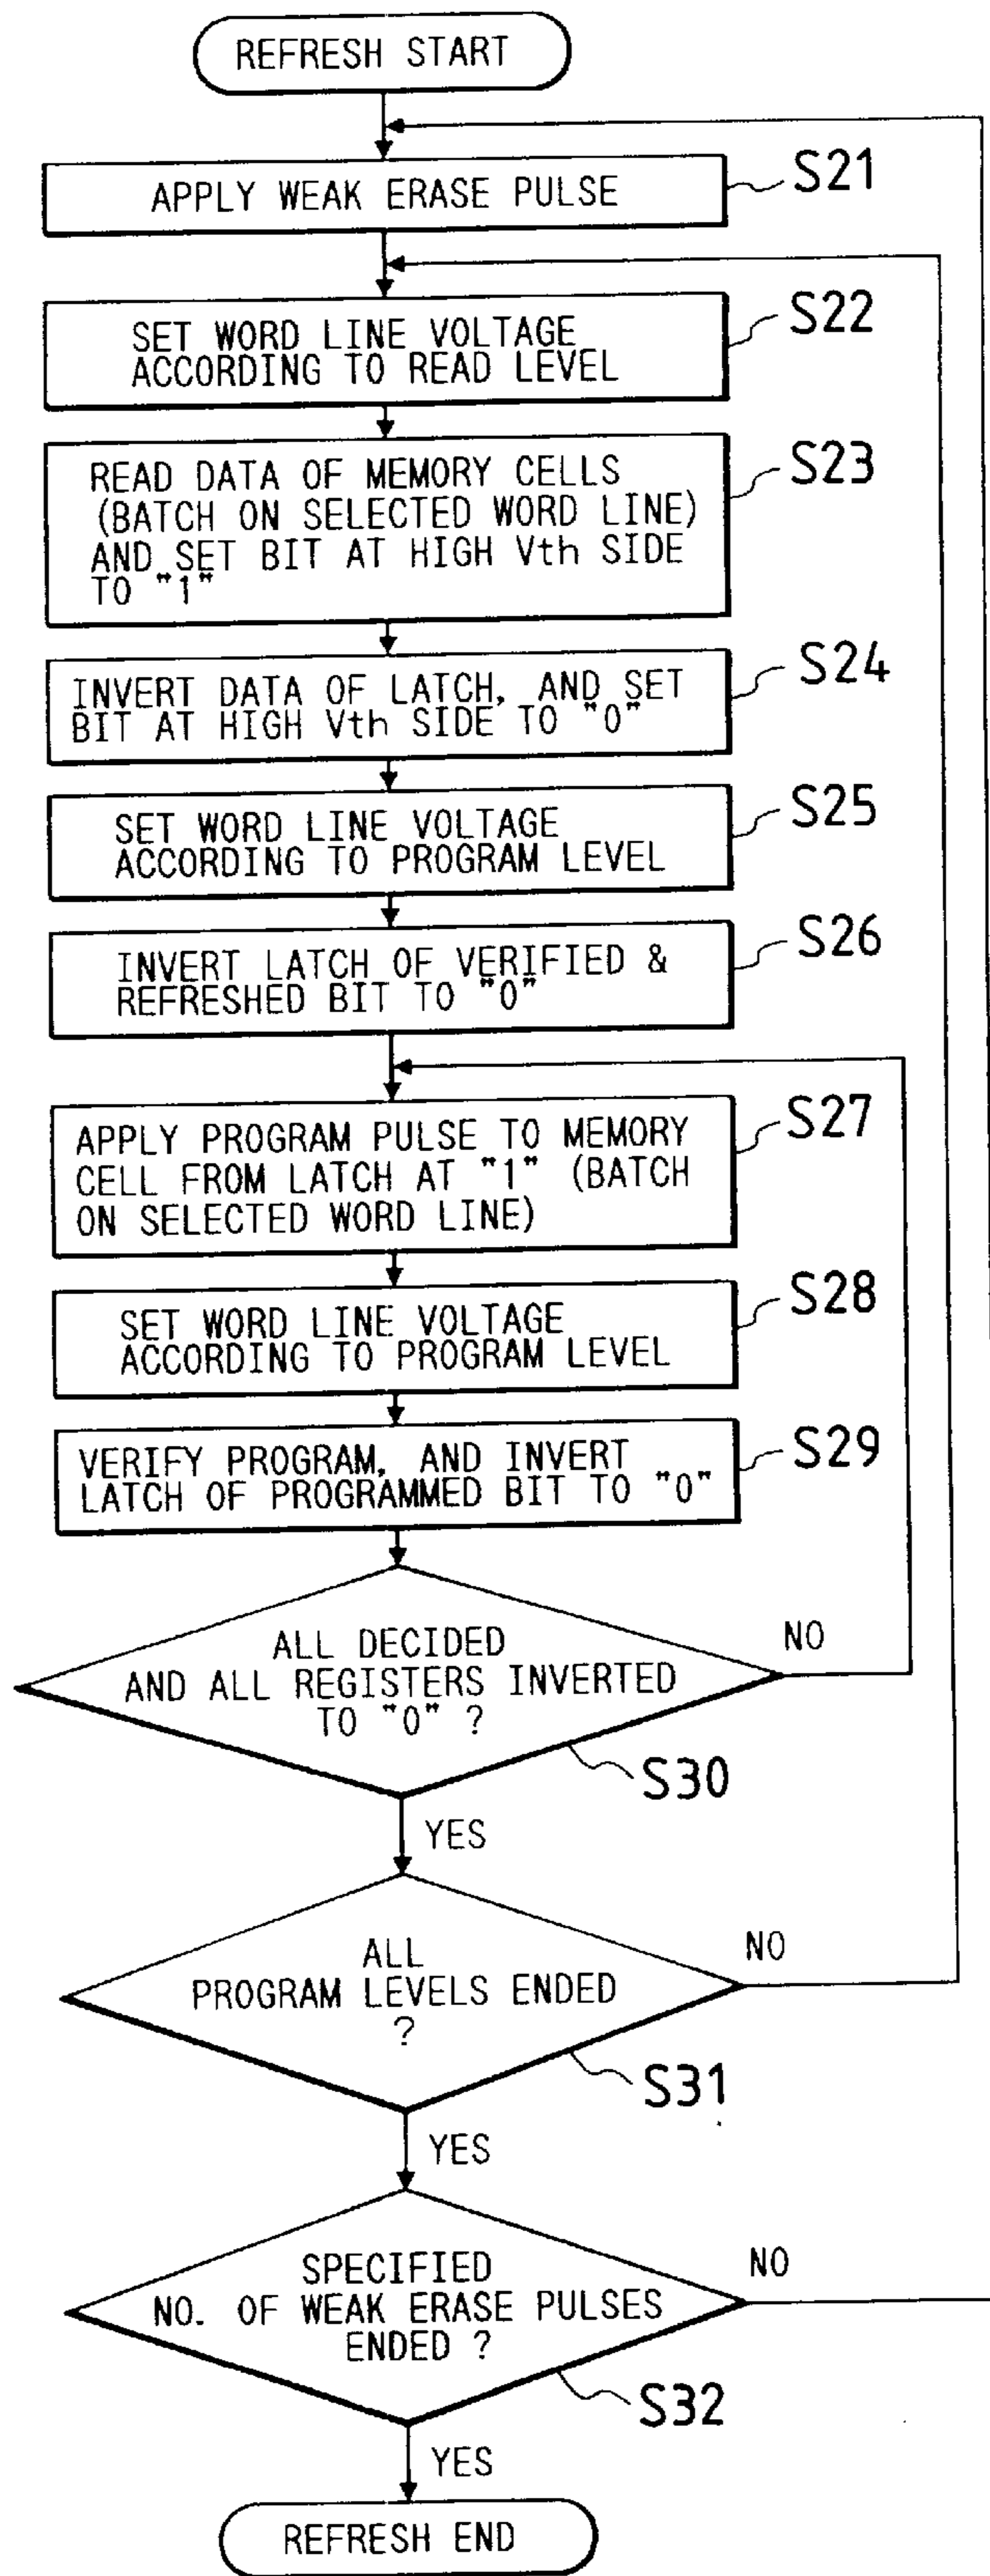 REFRESH START
APPLY WEAK ERASE PULSE
S21
SET WORD LINE VOLTAGE
ACCORDING TO READ LEVEL
S22
READ DATA OF MEMORY CELLS
(BATCH ON SELECTED WORD LINE)
AND SET BIT AT HIGH Vth SIDE
TO "1"
S23
INVERT DATA OF LATCH, AND SET
BIT AT HIGH Vth SIDE TO "0"
S24
SET WORD LINE VOLTAGE
ACCORDING TO PROGRAM LEVEL
S25
INVERT LATCH OF VERIFIED &
REFRESHED BIT TO "0"
S26
APPLY PROGRAM PULSE TO MEMORY
CELL FROM LATCH AT "1" (BATCH
ON SELECTED WORD LINE)
S27
SET WORD LINE VOLTAGE
ACCORDING TO PROGRAM LEVEL
S28
VERIFY PROGRAM, AND INVERT
LATCH OF PROGRAMMED BIT TO "0"
S29
ALL DECIDED
AND ALL REGISTERS INVERTED
TO "0" ?
NO
S30
YES
ALL
PROGRAM LEVELS ENDED
?
NO
S31
YES
SPECIFIED
NO. OF WEAK ERASE PULSES
ENDED ?
NO
S32
YES
REFRESH END